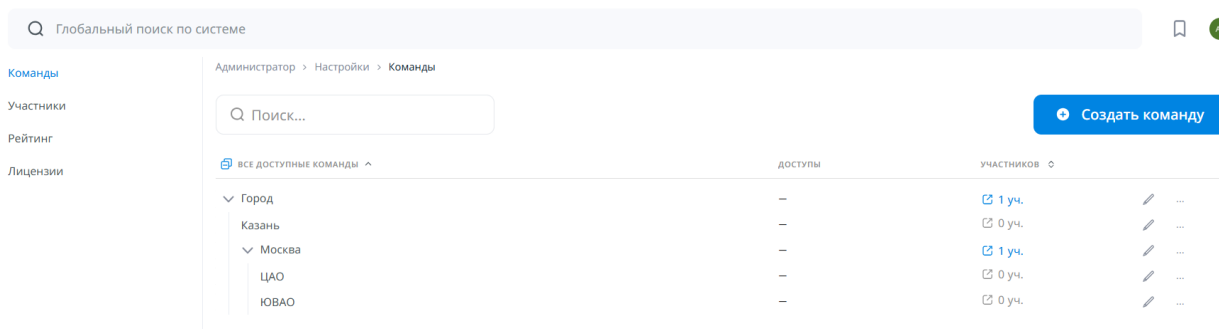 Глобальный поиск по системе
Команды
Участники
Рейтинг
Лицензии
Администратор > Настройки > Команды
Поиск...
Создать команду
ВСЕ ДОСТУПНЫЕ КОМАНДЫ ДОСТУПЫ УЧАСТНИКОВ
Город — 1 уч. ...
Казань — 0 уч. ...
Москва — 1 уч. ...
ЦАО — 0 уч. ...
ЮВАО — 0 уч. ...